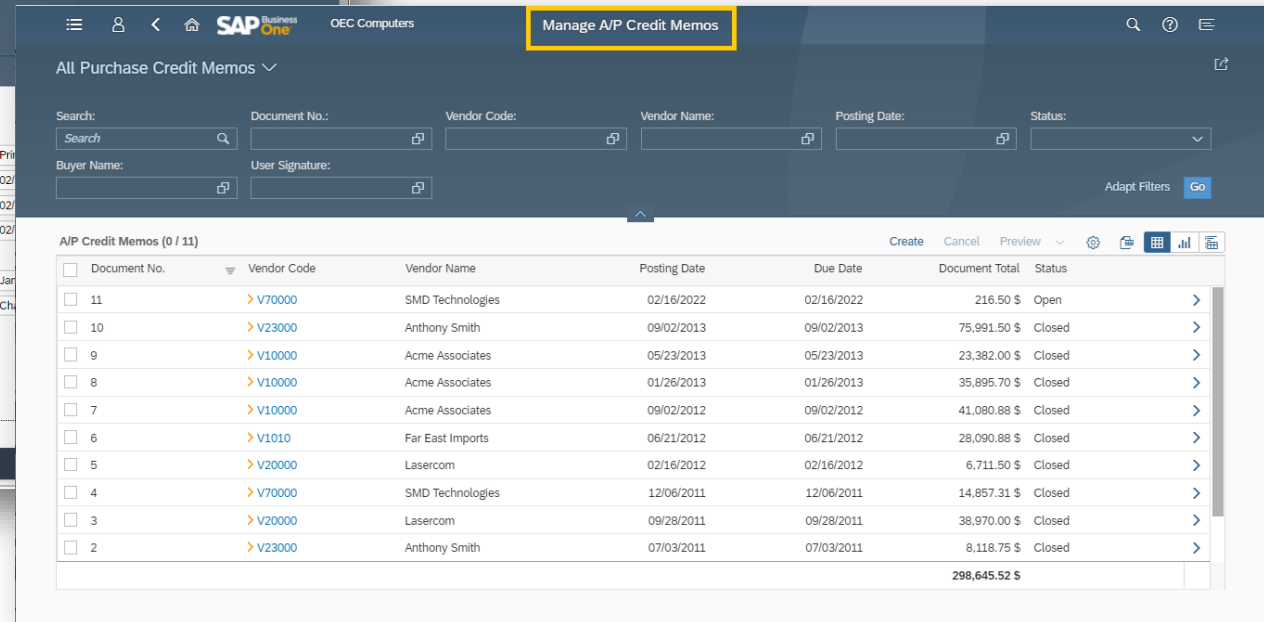 SAP Business One OEC Computers Manage A/P Credit Memos
All Purchase Credit Memos
Search: Document No.: Vendor Code: Vendor Name: Posting Date: Status:
Search
Buyer Name: User Signature:
Adapt Filters Go
A/P Credit Memos (0 / 11) Create Cancel Preview
Document No. Vendor Code Vendor Name Posting Date Due Date Document Total Status
11 V70000 SMD Technologies 02/16/2022 02/16/2022 216.50 $ Open
10 V23000 Anthony Smith 09/02/2013 09/02/2013 75,991.50 $ Closed
9 V10000 Acme Associates 05/23/2013 05/23/2013 23,382.00 $ Closed
8 V10000 Acme Associates 01/26/2013 01/26/2013 35,895.70 $ Closed
7 V10000 Acme Associates 09/02/2012 09/02/2012 41,080.88 $ Closed
6 V1010 Far East Imports 06/21/2012 06/21/2012 28,090.88 $ Closed
5 V20000 Lasercom 02/16/2012 02/16/2012 6,711.50 $ Closed
4 V70000 SMD Technologies 12/06/2011 12/06/2011 14,857.31 $ Closed
3 V20000 Lasercom 09/28/2011 09/28/2011 38,970.00 $ Closed
2 V23000 Anthony Smith 07/03/2011 07/03/2011 8,118.75 $ Closed
298,645.52 $